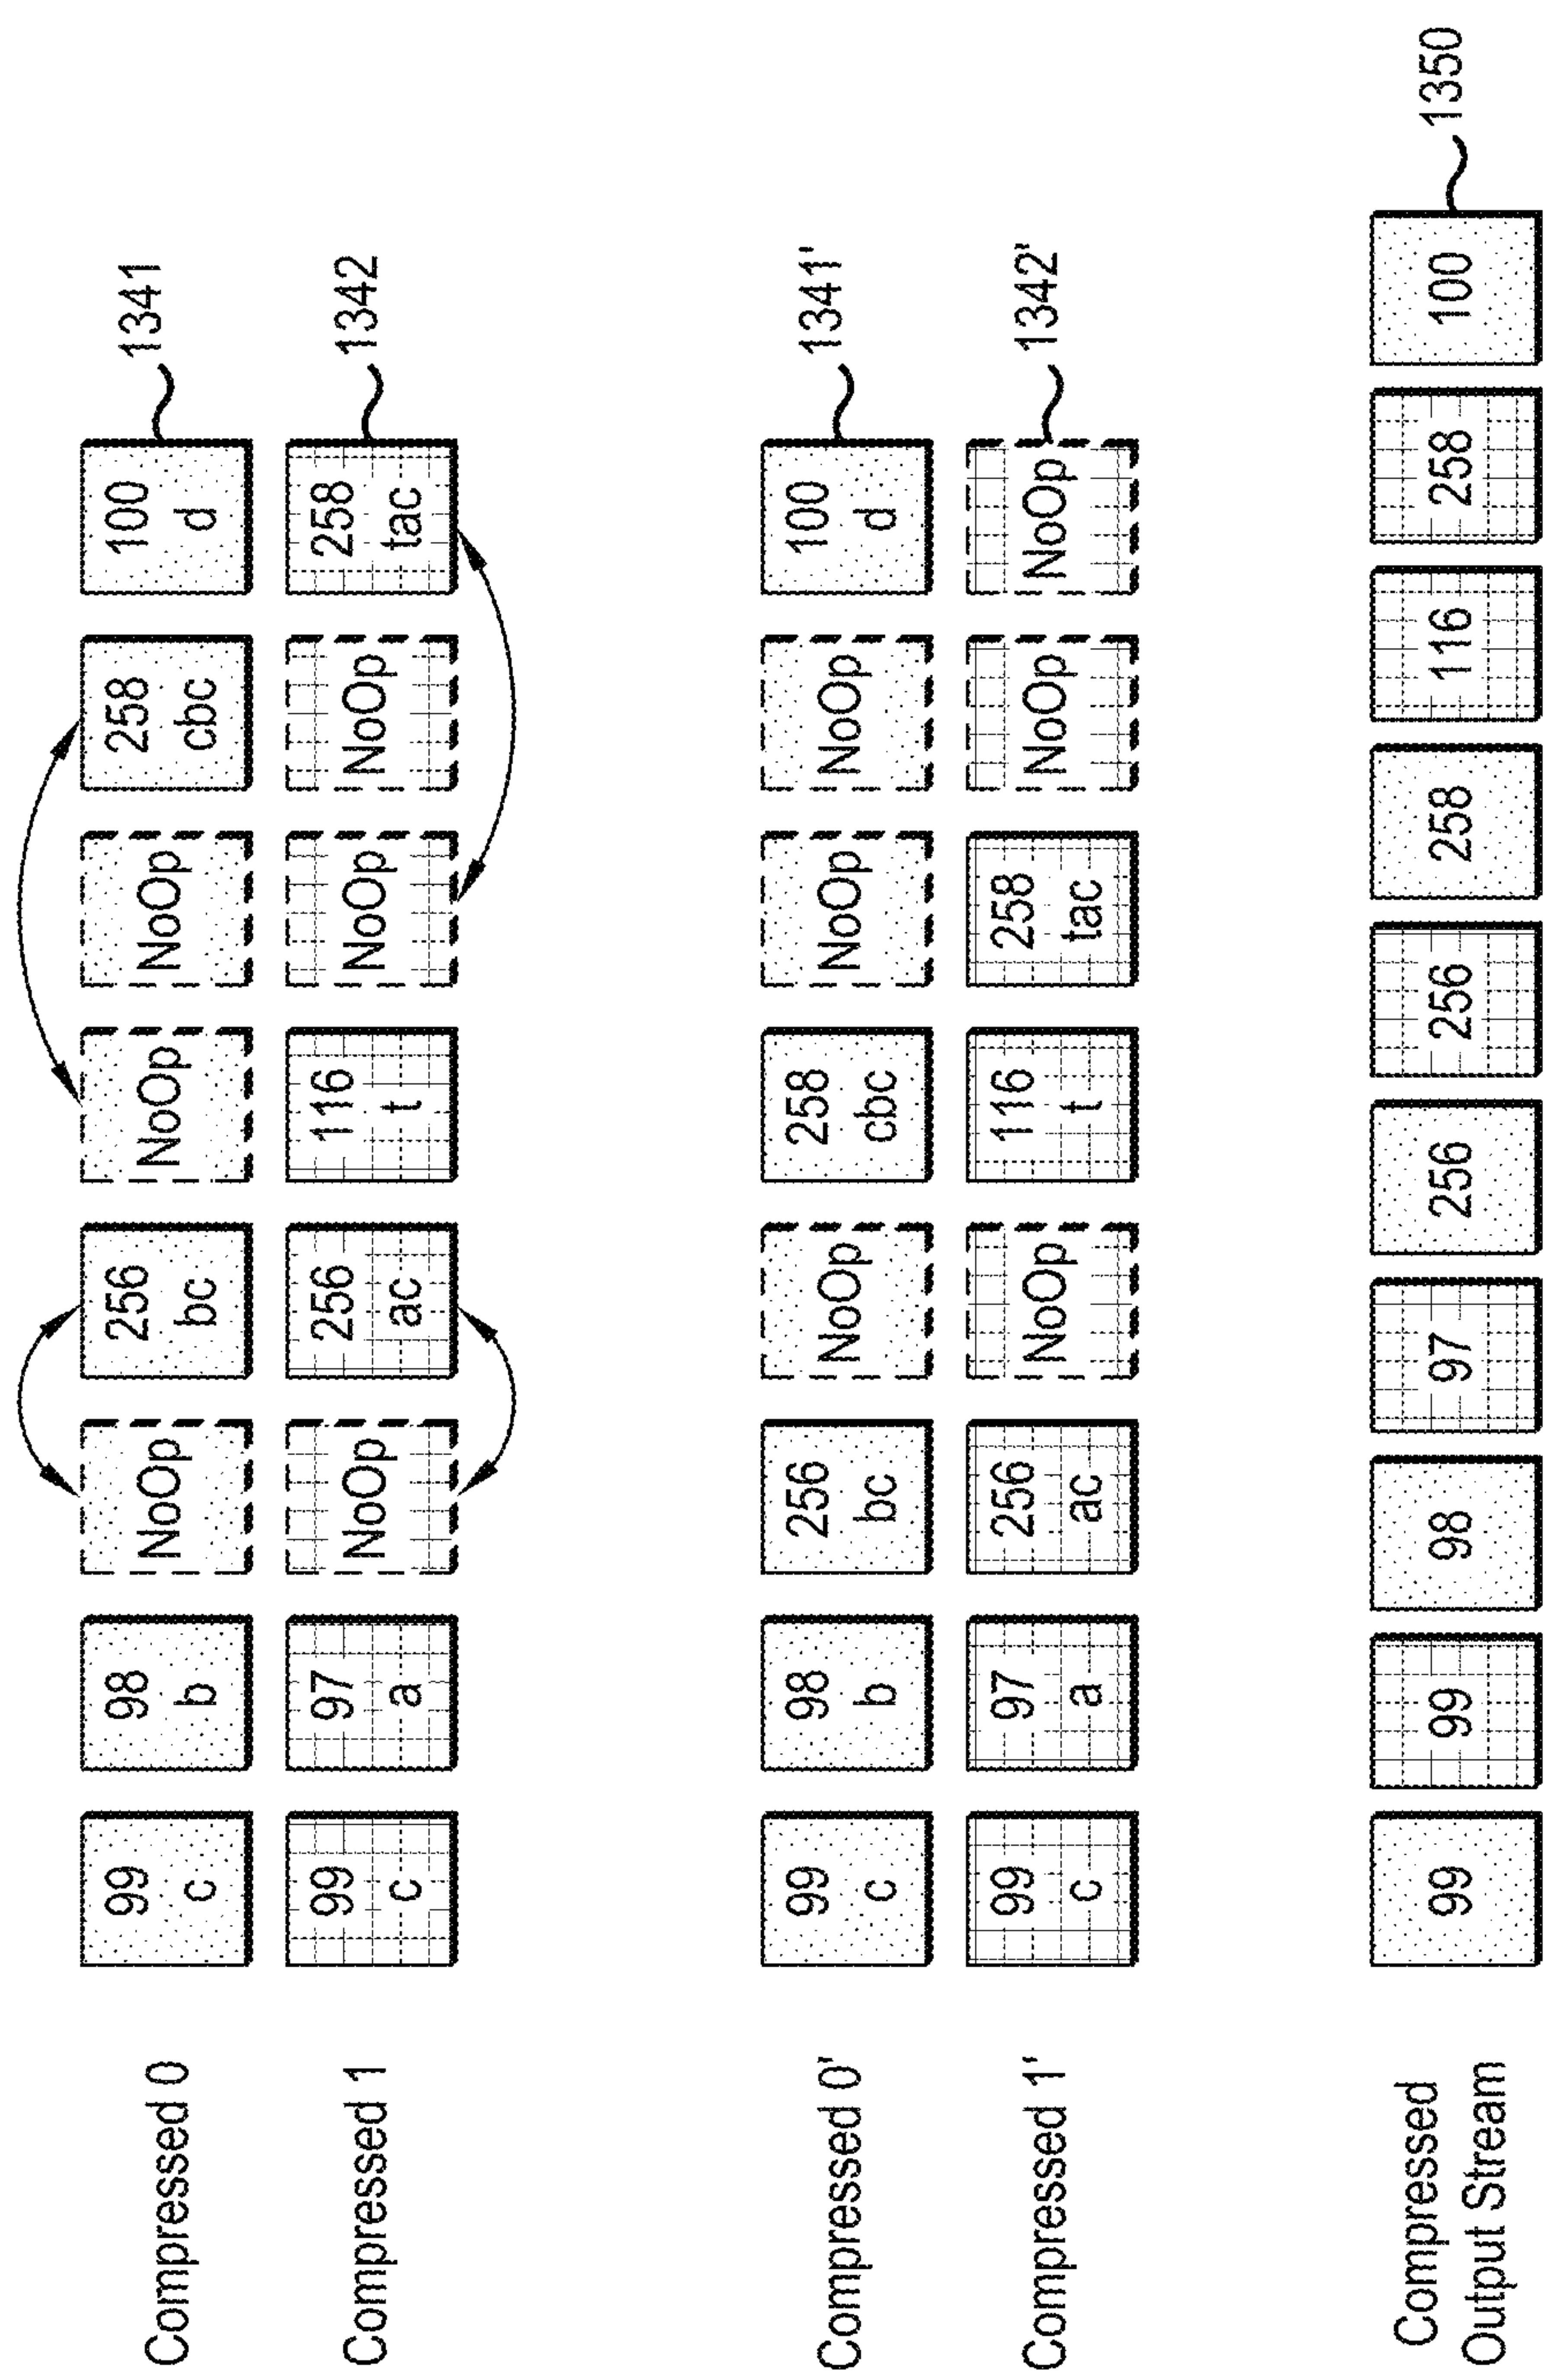 Compressed 0
99
c
98
b
NoOp
256
bc
NoOp
NoOp
258
cbc
100
d
1341
Compressed 1
99
c
97
a
NoOp
256
ac
116
t
NoOp
NoOp
258
tac
1342
Compressed 0'
99
c
98
b
256
bc
NoOp
258
cbc
NoOp
NoOp
100
d
1341'
Compressed 1'
99
c
97
a
256
ac
NoOp
116
t
258
tac
NoOp
NoOp
1342'
Compressed
Output Stream
99
99
98
97
256
256
258
116
258
100
1350